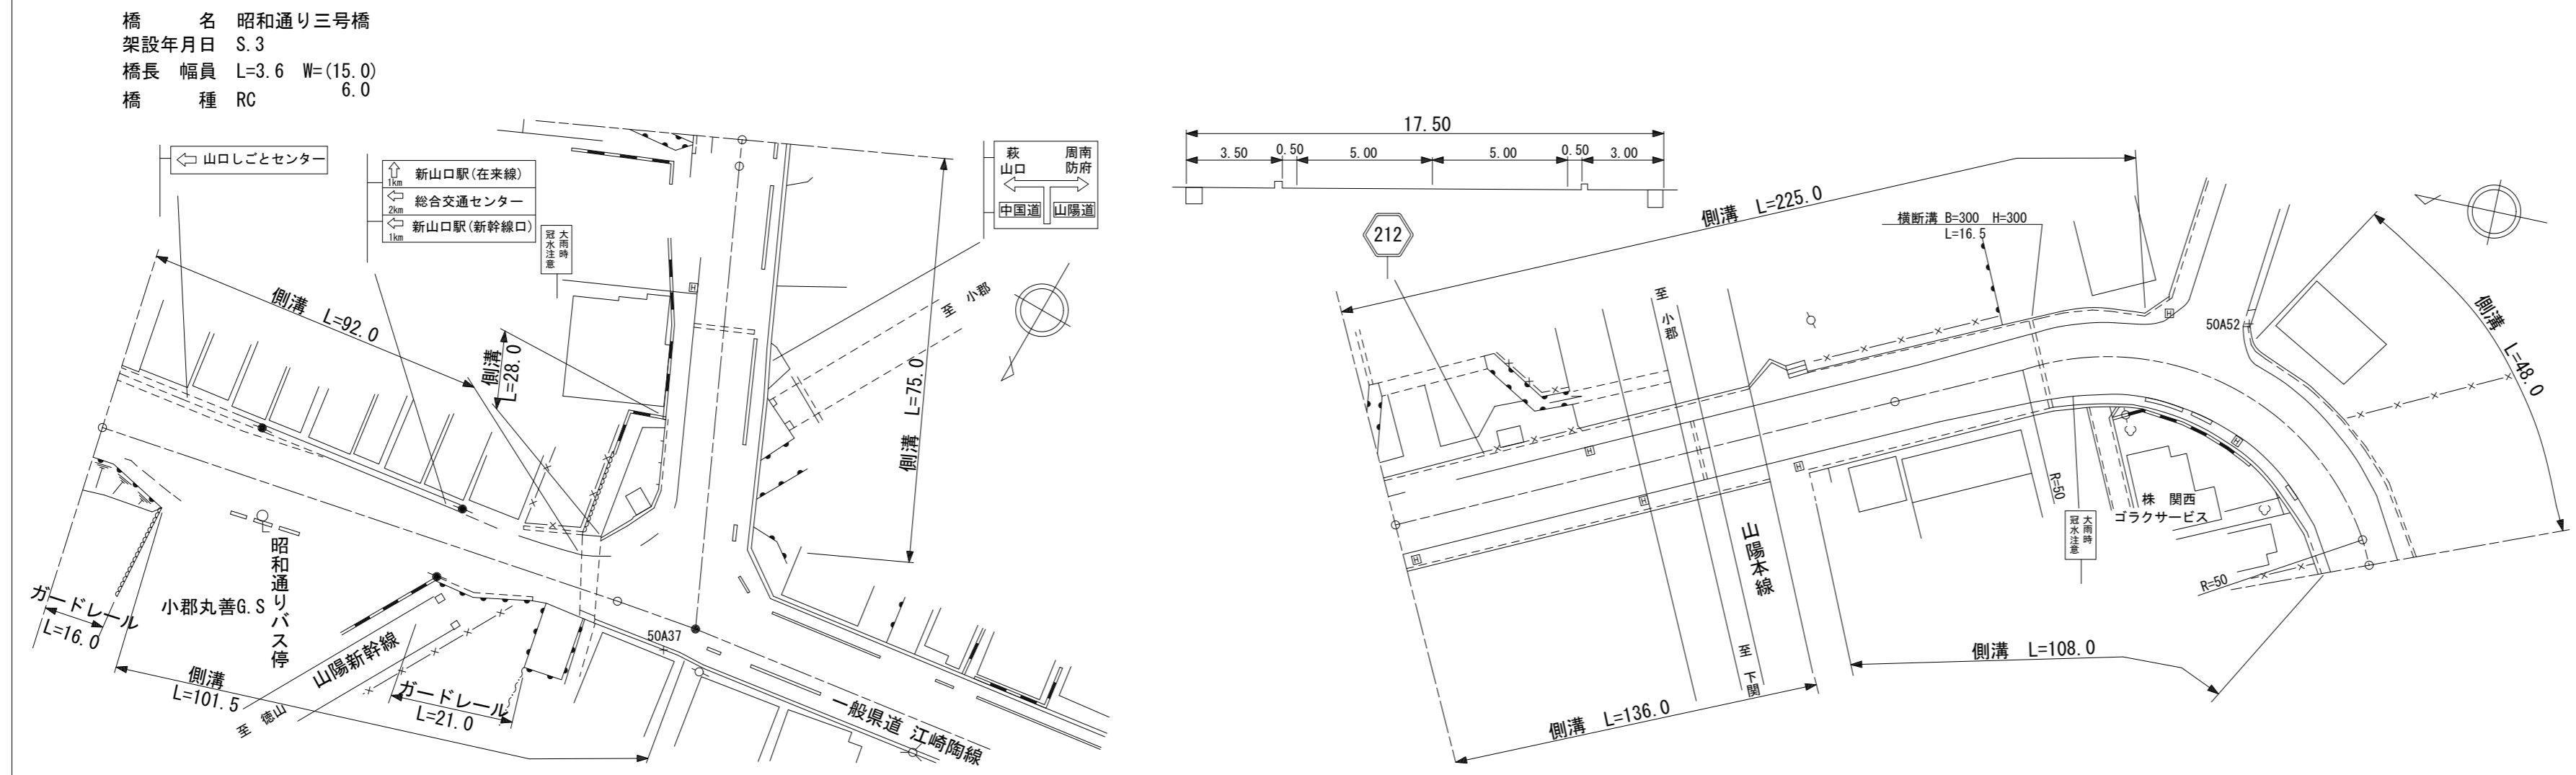 橋　　　名　昭和通り三号橋
架設年月日　S.3
橋長　幅員　L=3.6　W=(15.0)
6.0
橋　　　種　RC
山口しごとセンター
1km 新山口駅(在来線)
2km 総合交通センター
1km 新山口駅(新幹線口)
大雨時
冠水注意
萩　周南
山口　防府
中国道　山陽道
側溝　L=92.0
側溝
L=28.0
至　小郡
側溝　L=75.0
ガードレール
L=16.0
小郡丸善G.S
昭和通りバス停
側溝
L=101.5
山陽新幹線
至　徳山
ガードレール
L=21.0
50A37
一般県道　江崎陶線
17.50
3.50　0.50　5.00　5.00　0.50　3.00
212
側溝　L=225.0
横断溝　B=300　H=300
L=16.5
至　小郡
山陽本線
至　下関
50A52
側溝　L=48.0
R=50
大雨時
冠水注意
株　関西
ゴラクサービス
R=50
側溝　L=108.0
側溝　L=136.0
H
H
H
H
H
H
H